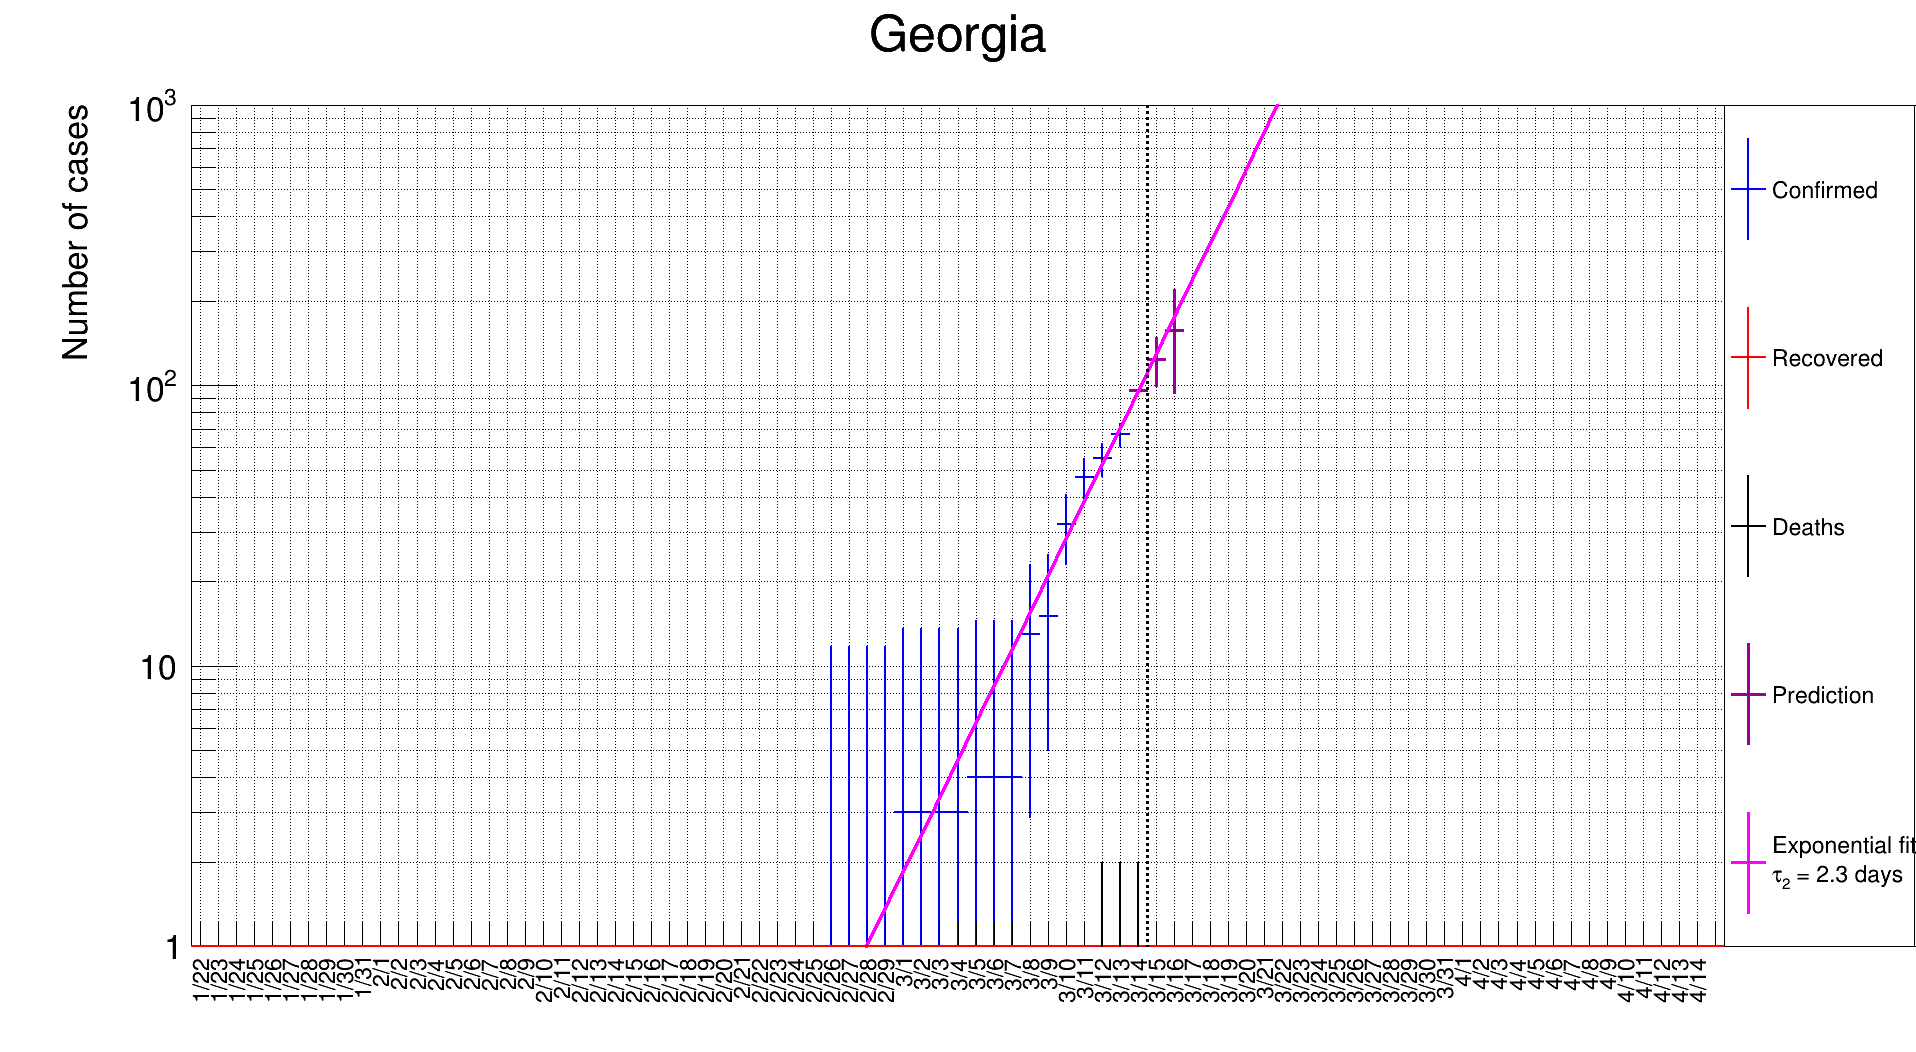 Georgia
Number of cases
10³
10²
10
1
1/22 1/23 1/24 1/25 1/26 1/27 1/28 1/29 1/30 1/31 2/1 2/2 2/3 2/4 2/5 2/6 2/7 2/8 2/9 2/10 2/11 2/12 2/13 2/14 2/15 2/16 2/17 2/18 2/19 2/20 2/21 2/22 2/23 2/24 2/25 2/26 2/27 2/28 2/29 3/1 3/2 3/3 3/4 3/5 3/6 3/7 3/8 3/9 3/10 3/11 3/12 3/13 3/14 3/15 3/16 3/17 3/18 3/19 3/20 3/21 3/22 3/23 3/24 3/25 3/26 3/27 3/28 3/29 3/30 3/31 4/1 4/2 4/3 4/4 4/5 4/6 4/7 4/8 4/9 4/10 4/11 4/12 4/13 4/14
Confirmed
Recovered
Deaths
Prediction
Exponential fit
τ₂ = 2.3 days